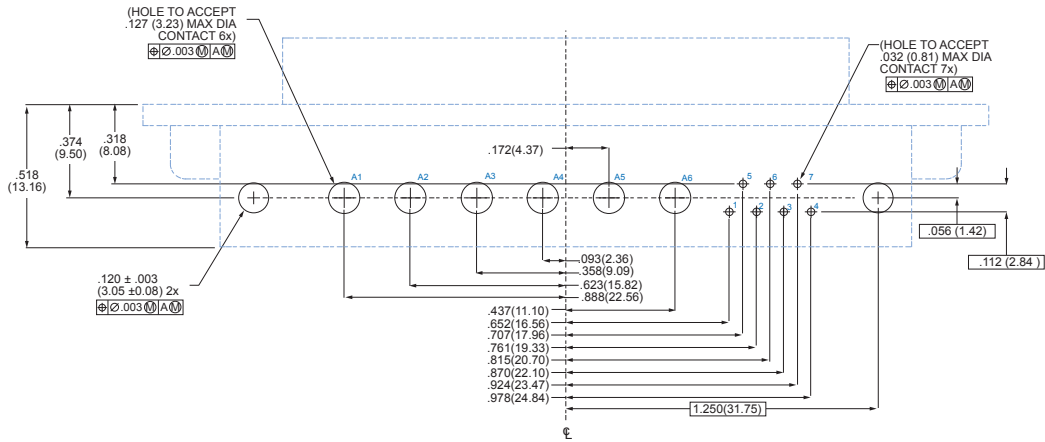 (HOLE TO ACCEPT
.127 (3.23) MAX DIA
CONTACT 6x)
⌖ Ø.003 Ⓜ A Ⓜ
(HOLE TO ACCEPT
.032 (0.81) MAX DIA
CONTACT 7x)
⌖ Ø.003 Ⓜ A Ⓜ
.518
(13.16)
.374
(9.50)
.318
(8.08)
.172(4.37)
A1
A2
A3
A4
A5
A6
5
6
7
1
2
3
4
.056 (1.42)
.112 (2.84 )
.120 ± .003
(3.05 ±0.08) 2x
⌖ Ø.003 Ⓜ A Ⓜ
.093(2.36)
.358(9.09)
.623(15.82)
.888(22.56)
.437(11.10)
.652(16.56)
.707(17.96)
.761(19.33)
.815(20.70)
.870(22.10)
.924(23.47)
.978(24.84)
1.250(31.75)
℄